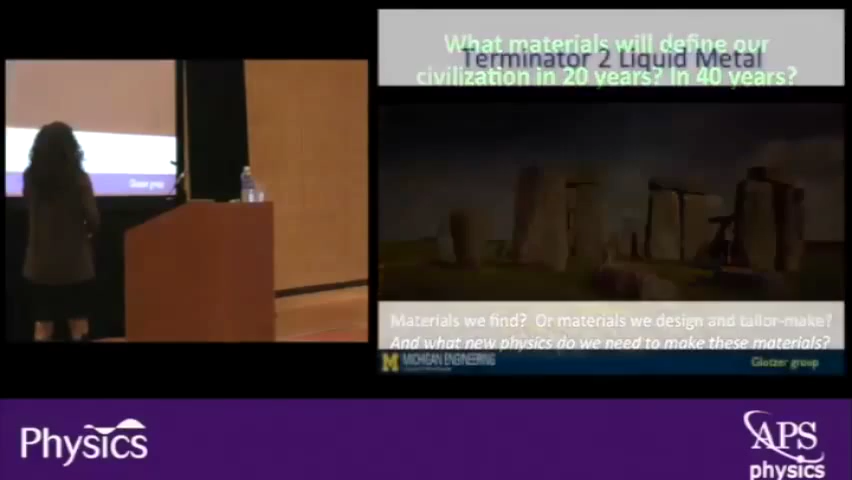 What materials will define our
civilization in 20 years? In 40 years?
Terminator 2 Liquid Metal
Glotzer group
Materials we find? Or materials we design and tailor-make?
And what new physics do we need to make these materials?
M MICHIGAN ENGINEERING
Glotzer group
Physics
APS
physics